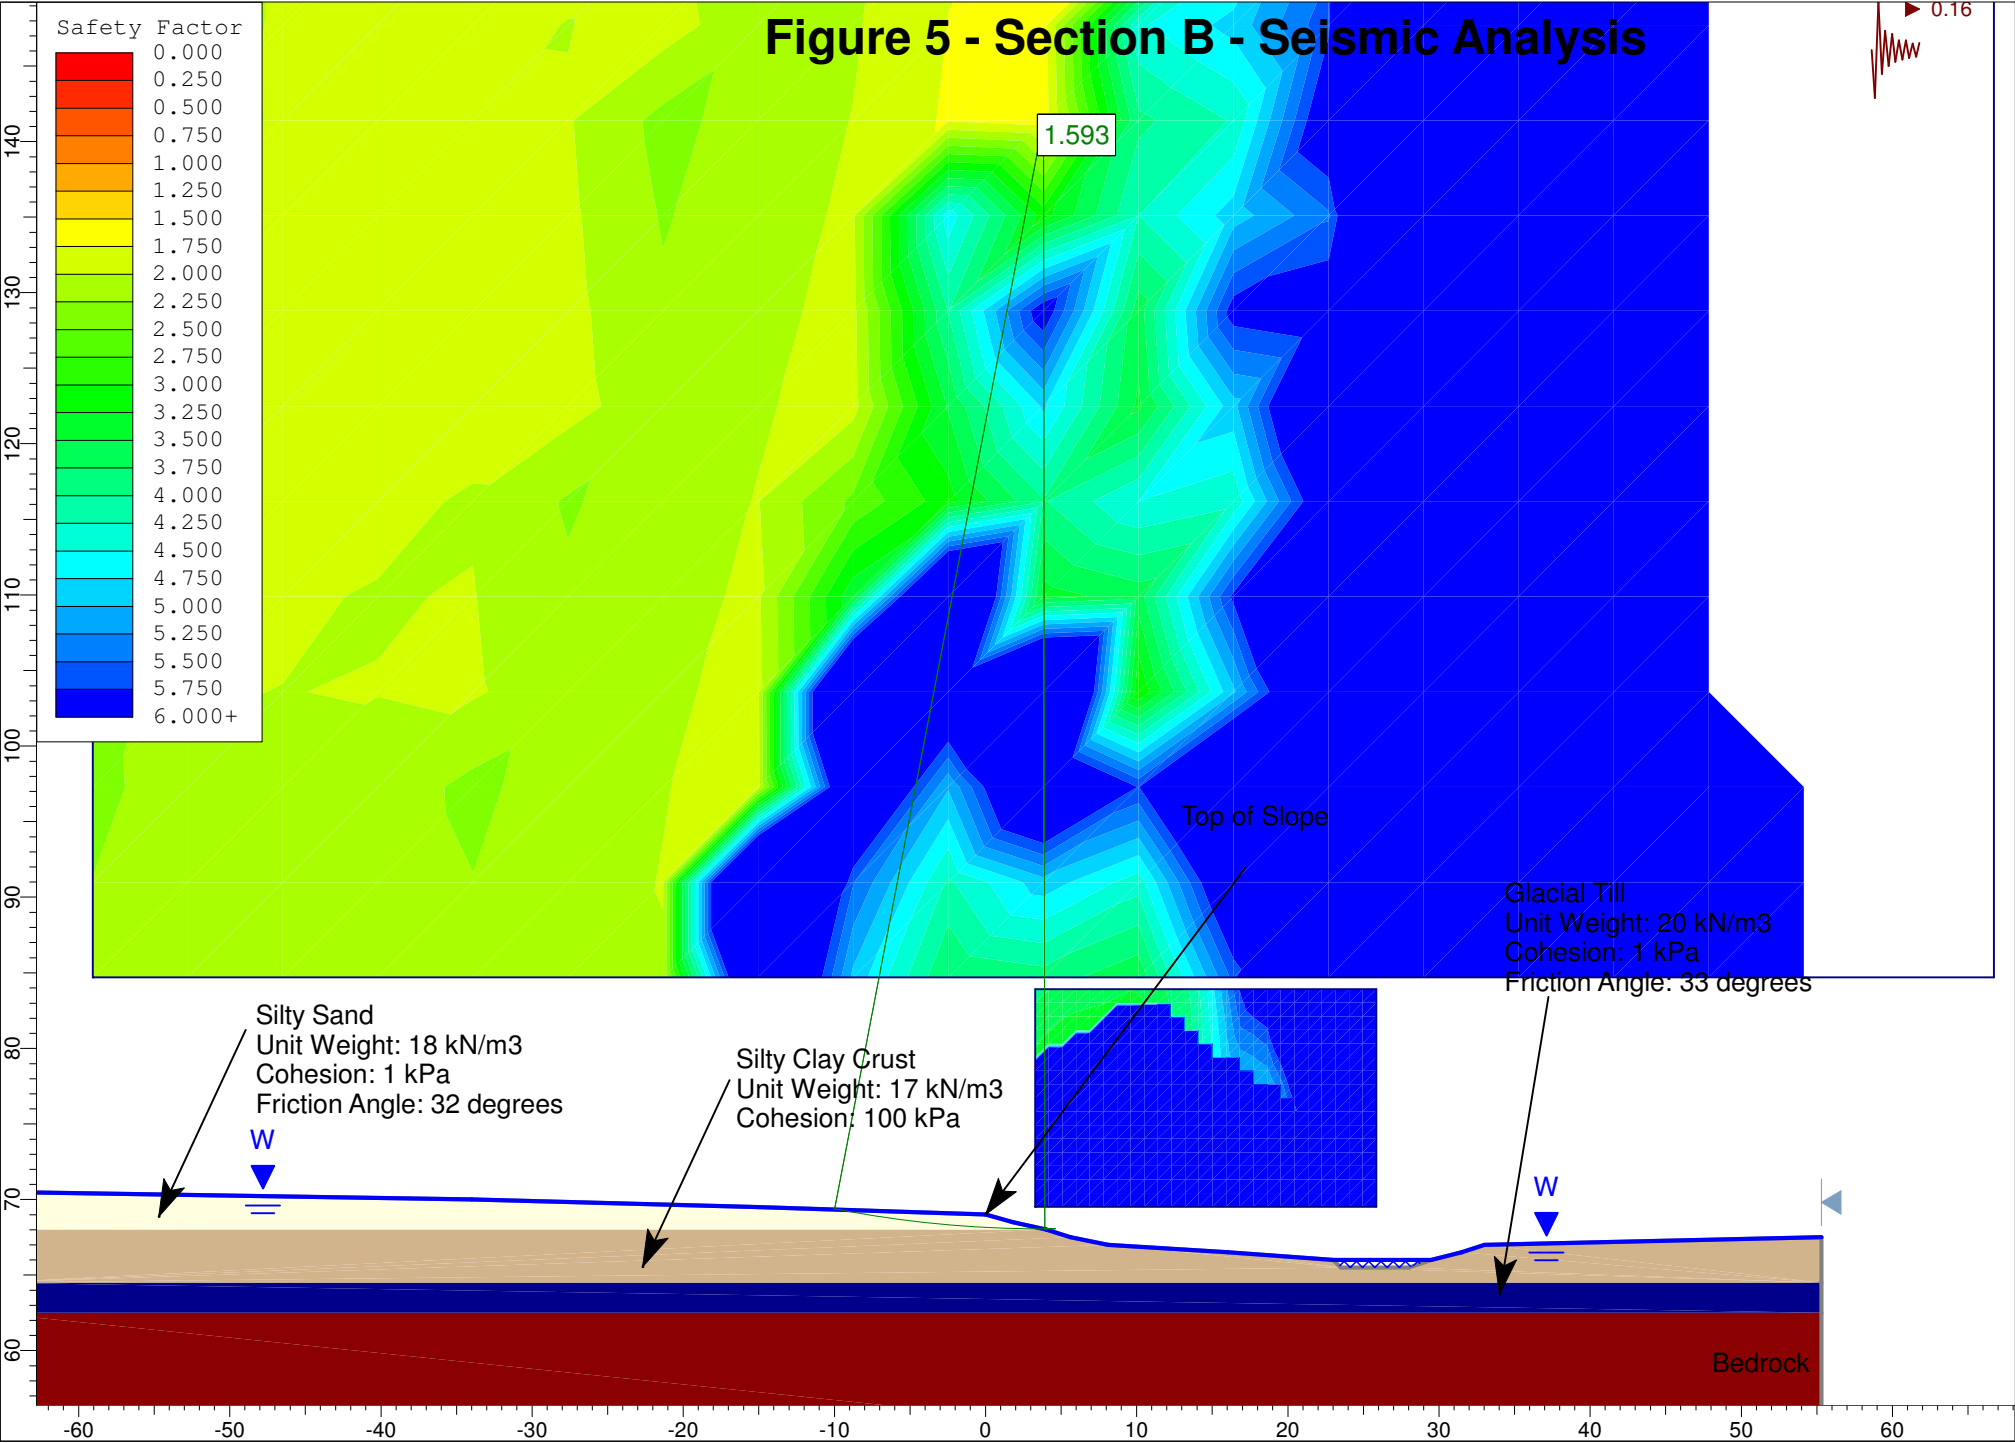 Figure 5 - Section B - Seismic Analysis
0.16
Safety Factor
0.000
0.250
0.500
0.750
1.000
1.250
1.500
1.750
2.000
2.250
2.500
2.750
3.000
3.250
3.500
3.750
4.000
4.250
4.500
4.750
5.000
5.250
5.500
5.750
6.000+
1.593
Top of Slope
Glacial Till
Unit Weight: 20 kN/m3
Cohesion: 1 kPa
Friction Angle: 33 degrees
Silty Sand
Unit Weight: 18 kN/m3
Cohesion: 1 kPa
Friction Angle: 32 degrees
Silty Clay Crust
Unit Weight: 17 kN/m3
Cohesion: 100 kPa
W
W
Bedrock
140
130
120
110
100
90
80
70
60
-60 -50 -40 -30 -20 -10 0 10 20 30 40 50 60